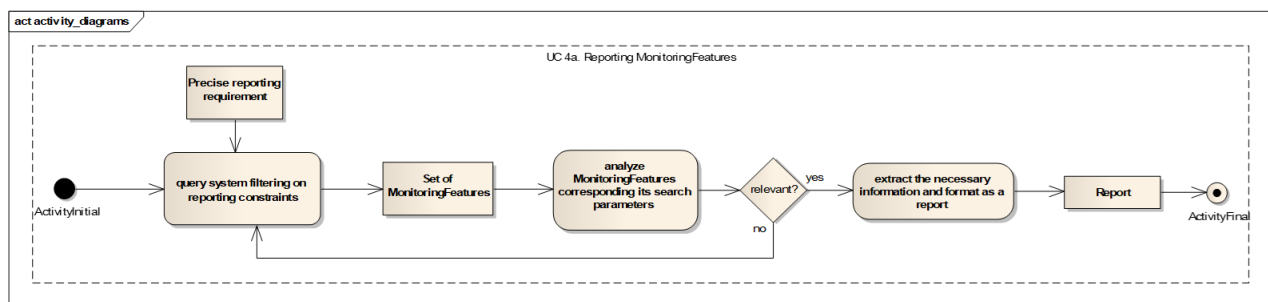 act activity_diagrams
UC 4a. Reporting MonitoringFeatures
Precise reporting
requirement
ActivityInitial
query system filtering on
reporting constraints
Set of
MonitoringFeatures
analyze
MonitoringFeatures
corresponding its search
parameters
relevant?
yes
no
extract the necessary
information and format as a
report
Report
ActivityFinal